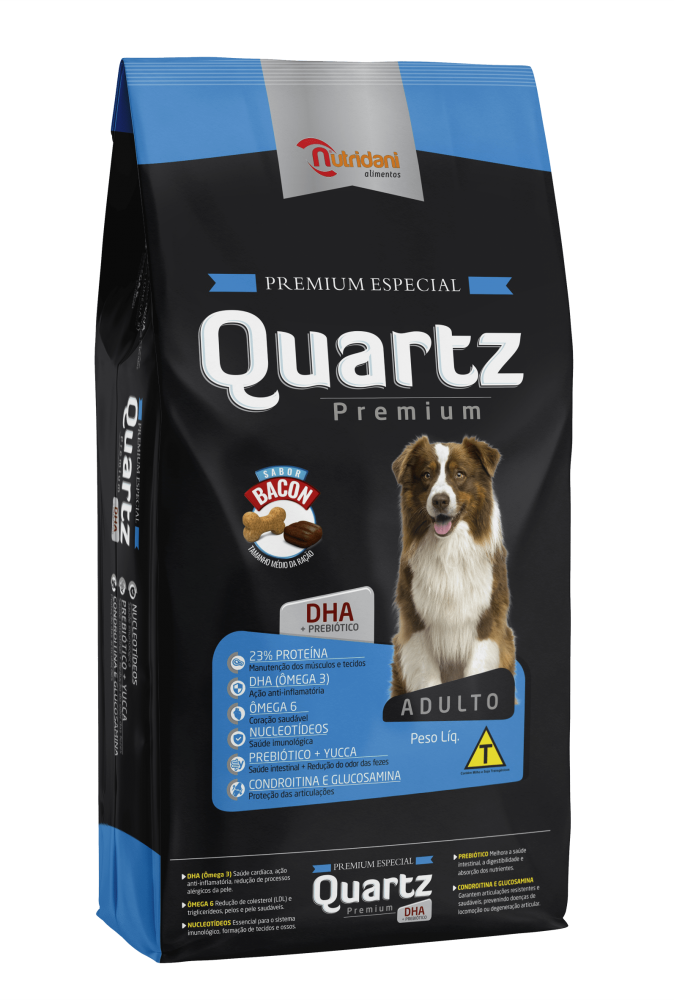 Nutridani
alimentos
PREMIUM ESPECIAL
Quartz
Premium
SABOR
BACON
TAMANHO MÉDIO DA RAÇÃO
DHA
+ PREBIÓTICO
23% PROTEÍNA
Manutenção dos músculos e tecidos
DHA (ÔMEGA 3)
Ação anti-inflamatória
ÔMEGA 6
Coração saudável
NUCLEOTÍDEOS
Saúde imunológica
PREBIÓTICO + YUCCA
Saúde intestinal + Redução do odor das fezes
CONDROITINA E GLUCOSAMINA
Proteção das articulações
ADULTO
Peso Líq.
T
DHA (Ômega 3) Saúde cardíaca, ação
anti-inflamatória, redução de processos
alérgicos da pele.
ÔMEGA 6 Redução de colesterol (LDL) e
triglicerídeos, pelos e pele saudáveis.
NUCLEOTÍDEOS Essencial para o sistema
imunológico, formação de tecidos e ossos.
PREMIUM ESPECIAL
Quartz
Premium
DHA
+ PREBIÓTICO
PREBIÓTICO Melhora a saúde
intestinal, a digestibilidade e
absorção dos nutrientes.
CONDROITINA E GLUCOSAMINA
Garantem articulações resistentes e
saudáveis, prevenindo doenças de
locomoção ou degeneração articular.
PREMIUM ESPECIAL
Quartz
Premium
DHA
NUCLEOTÍDEOS
PREBIÓTICO + YUCCA
CONDROITINA E GLUCOSAMINA